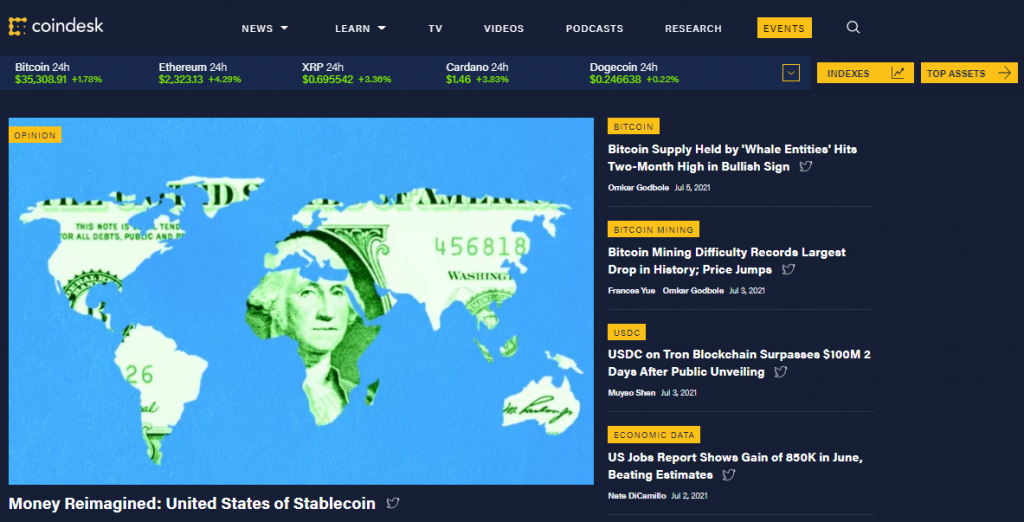 coindesk
NEWS LEARN TV VIDEOS PODCASTS RESEARCH EVENTS
Bitcoin 24h Ethereum 24h XRP 24h Cardano 24h Dogecoin 24h
$35,308.91 +1.78% $2,323.13 +4.29% $0.695542 +3.36% $1.46 +3.83% $0.246638 +0.22%
INDEXES TOP ASSETS
OPINION
THIS NOTE IS
OR ALL DEBTS, PUBLIC AND
456818
WASHING
26
Money Reimagined: United States of Stablecoin
BITCOIN
Bitcoin Supply Held by 'Whale Entities' Hits
Two-Month High in Bullish Sign
Omkar Godbole Jul 5, 2021
BITCOIN MINING
Bitcoin Mining Difficulty Records Largest
Drop in History; Price Jumps
Frances Yue Omkar Godbole Jul 3, 2021
USDC
USDC on Tron Blockchain Surpasses $100M 2
Days After Public Unveiling
Muyao Shen Jul 3, 2021
ECONOMIC DATA
US Jobs Report Shows Gain of 850K in June,
Beating Estimates
Nate DiCamillo Jul 2, 2021